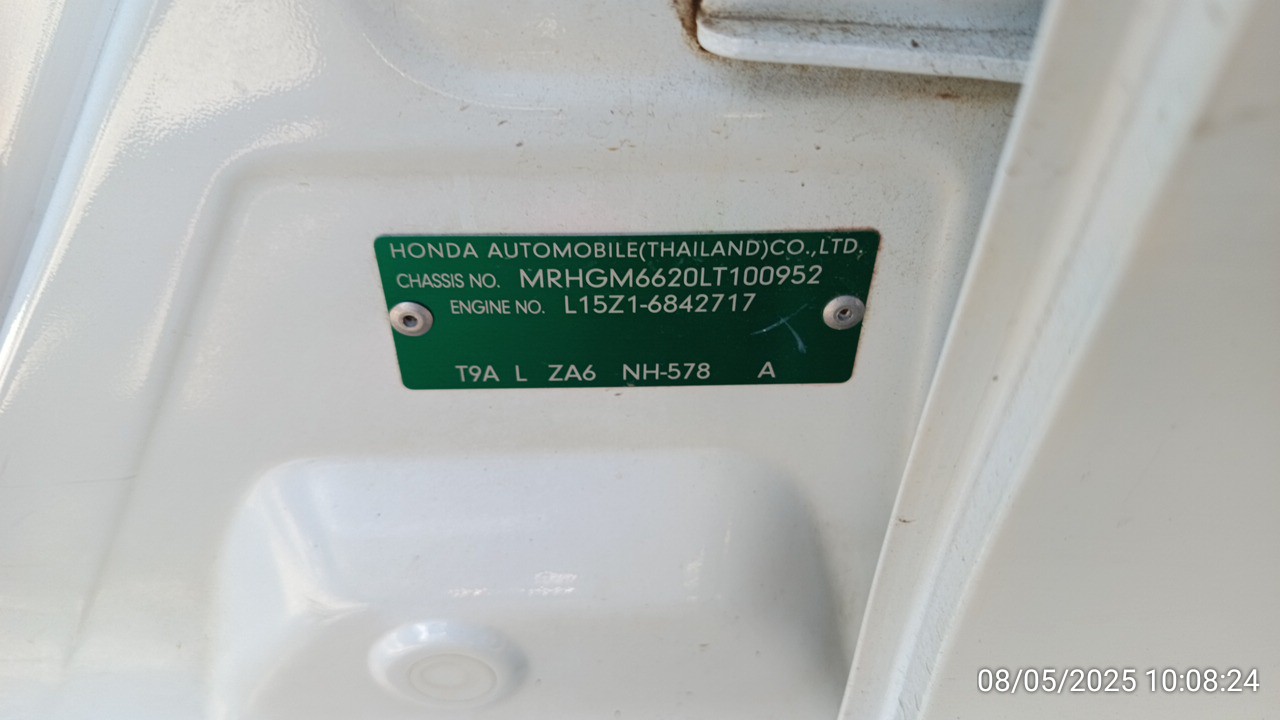 HONDA AUTOMOBILE(THAILAND)CO.,LTD.
CHASSIS NO. MRHGM6620LT100952
ENGINE NO. L15Z1-6842717
T9A L ZA6 NH-578 A
08/05/2025 10:08:24